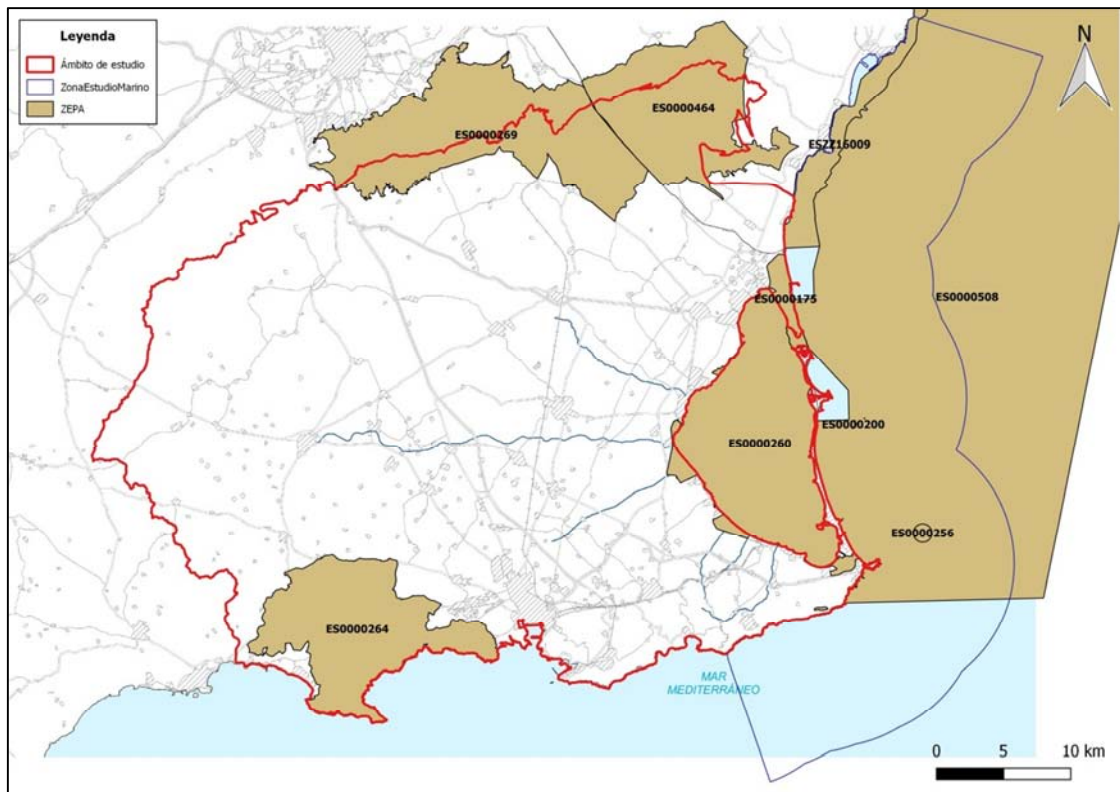 Leyenda
Ámbito de estudio
ZonaEstudioMarino
ZEPA
N
ES0000464
ES0000269
ESZZ16009
ES0000175
ES0000508
ES0000200
ES0000260
ES0000256
ES0000264
MAR
MEDITERRÁNEO
0 5 10 km